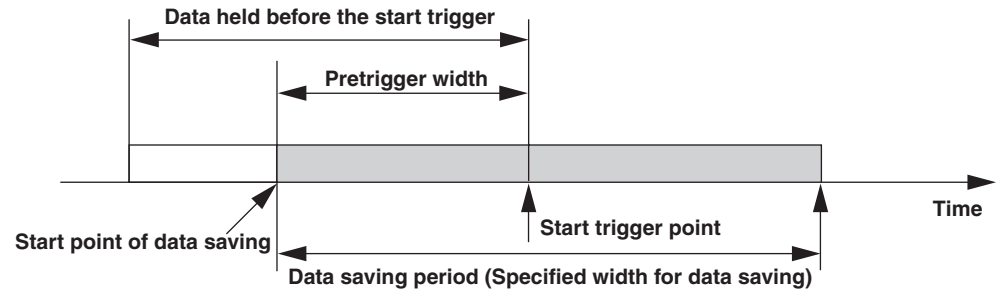 Data held before the start trigger
Pretrigger width
Time
Start trigger point
Start point of data saving
Data saving period (Specified width for data saving)